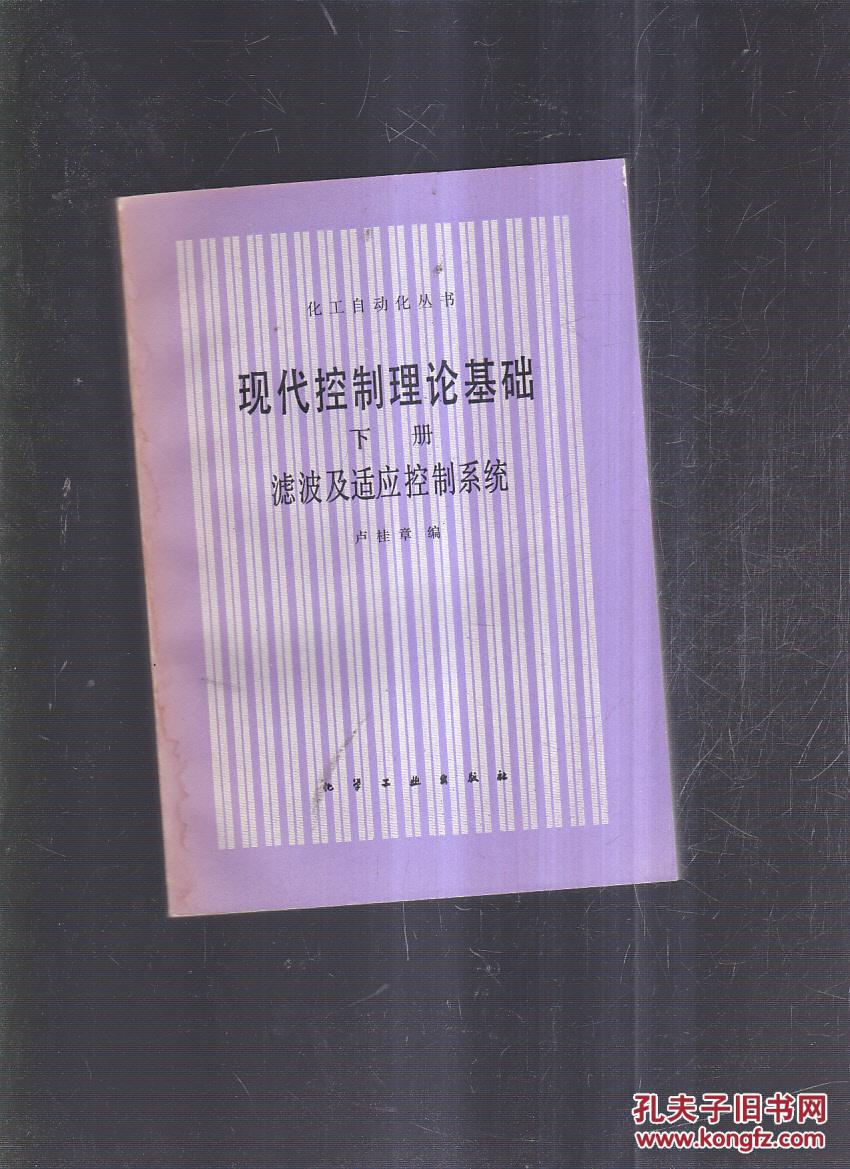 化工自动化丛书
现代控制理论基础
下 册
滤波及适应控制系统
卢桂章 编
化学工业出版社
孔夫子旧书网
www.kongfz.com